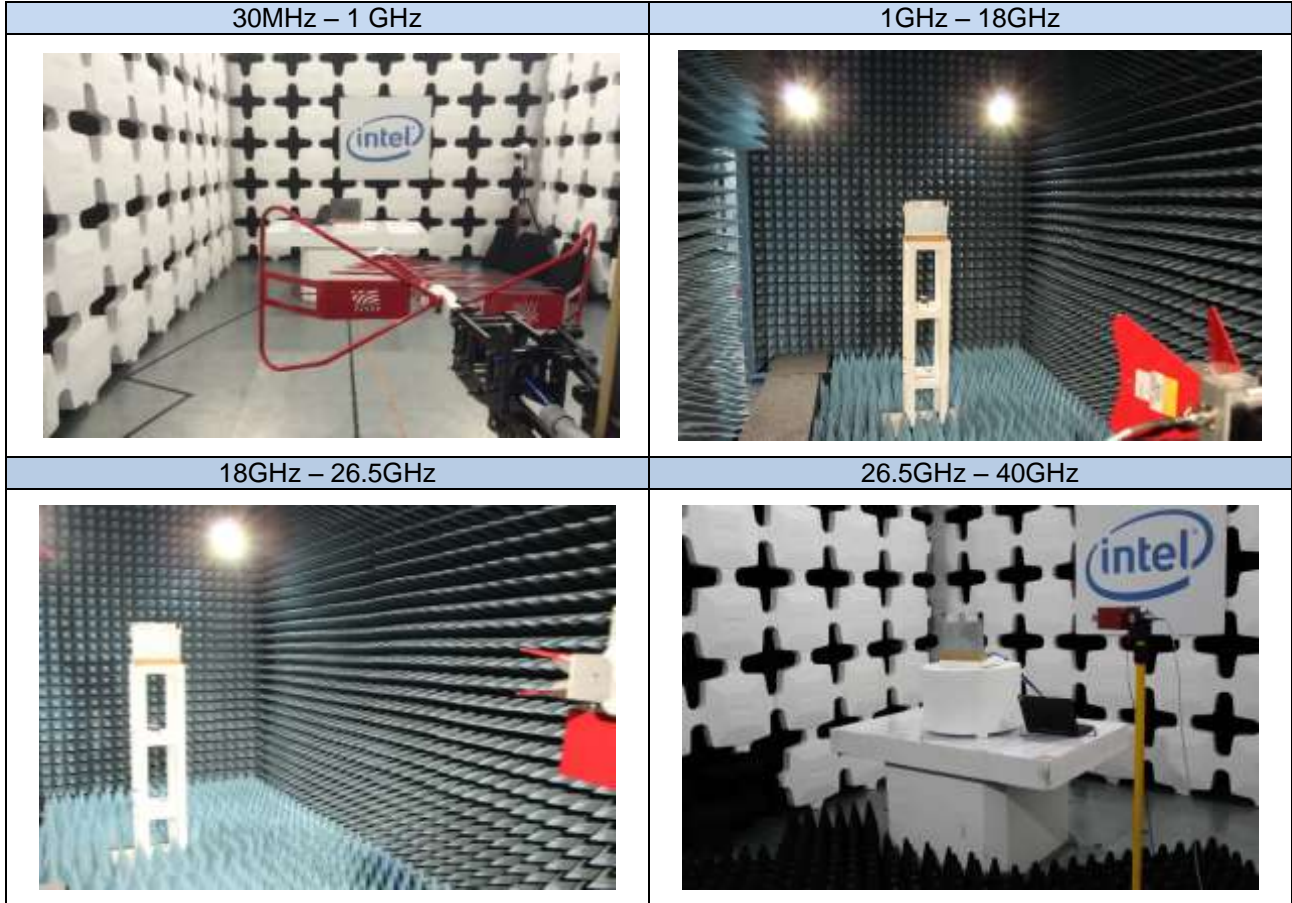 30MHz – 1 GHz
1GHz – 18GHz
intel
18GHz – 26.5GHz
26.5GHz – 40GHz
intel